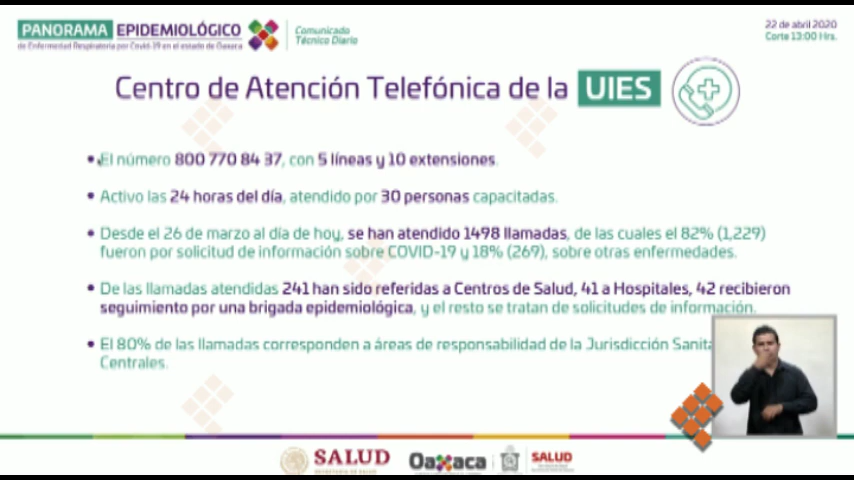 PANORAMA EPIDEMIOLÓGICO
de Enfermedad Respiratoria por Covid-19 en el estado de Oaxaca
Comunicado
Técnico Diario
22 de abril 2020
Corte 13:00 Hrs.
Centro de Atención Telefónica de la UIES
• El número 800 770 84 37, con 5 líneas y 10 extensiones.
• Activo las 24 horas del día, atendido por 30 personas capacitadas.
• Desde el 26 de marzo al día de hoy, se han atendido 1498 llamadas, de las cuales el 82% (1,229)
fueron por solicitud de información sobre COVID-19 y 18% (269), sobre otras enfermedades.
• De las llamadas atendidas 241 han sido referidas a Centros de Salud, 41 a Hospitales, 42 recibieron
seguimiento por una brigada epidemiológica, y el resto se tratan de solicitudes de información.
• El 80% de las llamadas corresponden a áreas de responsabilidad de la Jurisdicción Sanita
Centrales.
SALUD
SECRETARÍA DE SALUD
Oaxaca
SALUD